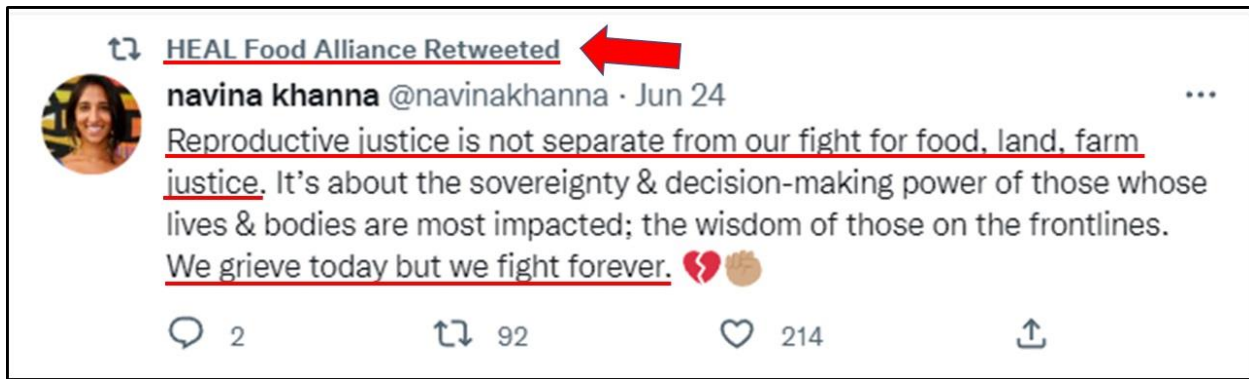 HEAL Food Alliance Retweeted
navina khanna @navinakhanna · Jun 24
Reproductive justice is not separate from our fight for food, land, farm
justice. It's about the sovereignty & decision-making power of those whose
lives & bodies are most impacted; the wisdom of those on the frontlines.
We grieve today but we fight forever. 💔✊🏼
2 92 214